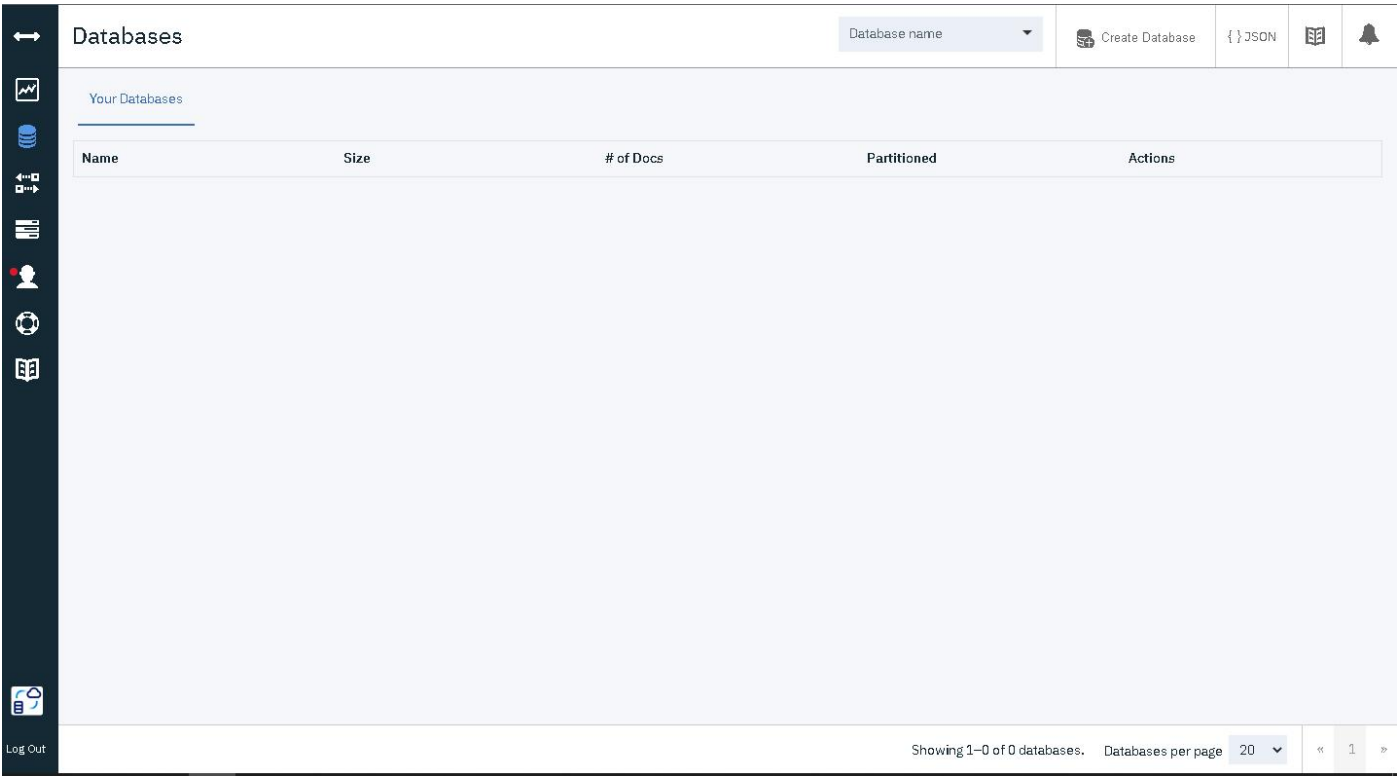 Databases
Database name
Create Database
{ } JSON
Your Databases
Name Size # of Docs Partitioned Actions
Log Out
Showing 1–0 of 0 databases. Databases per page 20 « 1 »